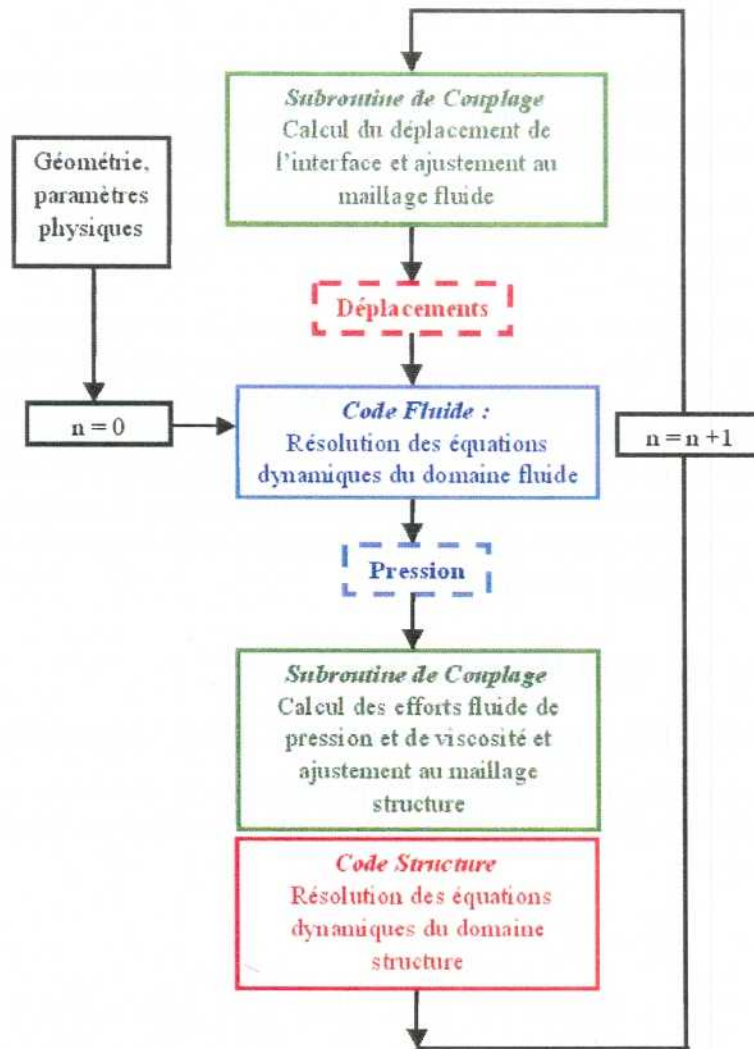 Subroutine de Couplage
Calcul du déplacement de
l'interface et ajustement au
maillage fluide
Géométrie,
paramètres
physiques
Déplacements
n = 0
Code Fluide :
Résolution des équations
dynamiques du domaine fluide
n = n +1
Pression
Subroutine de Couplage
Calcul des efforts fluide de
pression et de viscosité et
ajustement au maillage
structure
Code Structure
Résolution des équations
dynamiques du domaine
structure